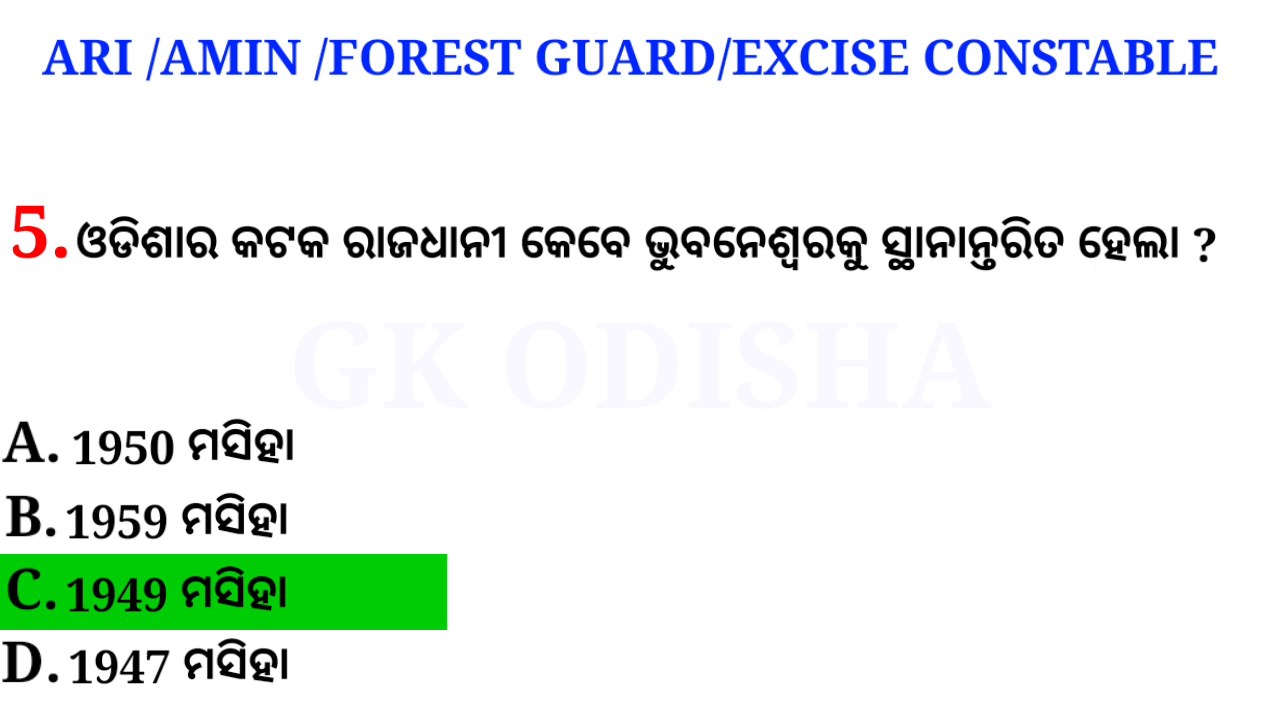 ARI /AMIN /FOREST GUARD/EXCISE CONSTABLE
5. ଓଡିଶାର କଟକ ରାଜଧାନୀ କେବେ ଭୁବନେଶ୍ୱରକୁ ସ୍ଥାନାନ୍ତରିତ ହେଲା ?
GK ODISHA
A. 1950 ମସିହା
B. 1959 ମସିହା
C. 1949 ମସିହା
D. 1947 ମସିହା